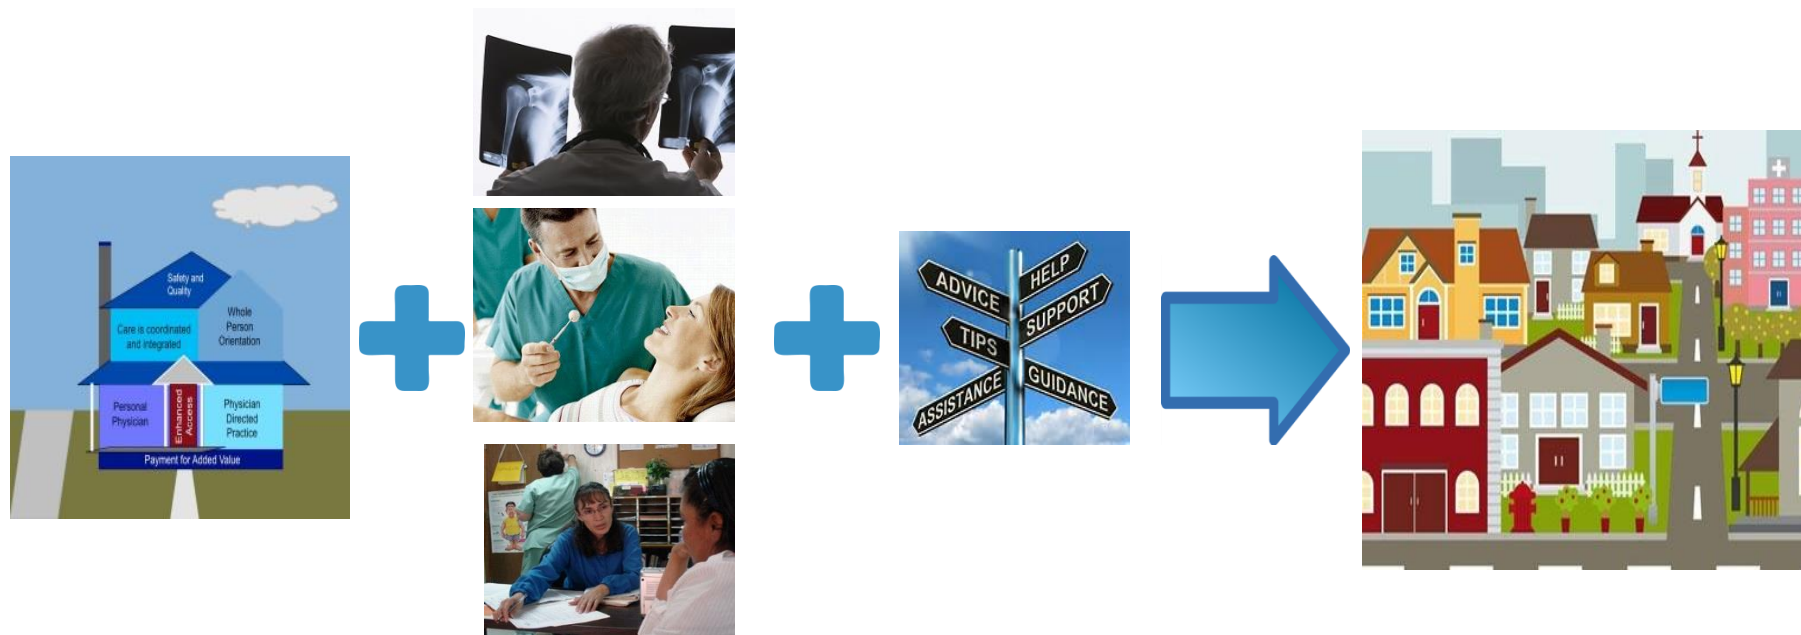 Safety and
Quality
Care is coordinated
and integrated
Whole
Person
Orientation
Personal
Physician
Enhanced
Access
Physician
Directed
Practice
Payment for Added Value
ADVICE
HELP
SUPPORT
TIPS
ASSISTANCE
GUIDANCE